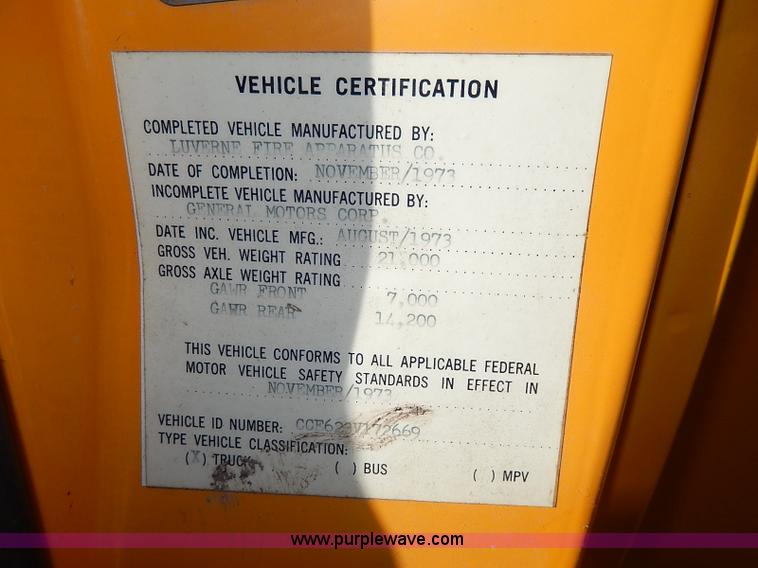 VEHICLE CERTIFICATION
COMPLETED VEHICLE MANUFACTURED BY:
LUVERNE FIRE APPARATUS CO.
DATE OF COMPLETION: NOVEMBER/1973
INCOMPLETE VEHICLE MANUFACTURED BY:
GENERAL MOTORS CORP.
DATE INC. VEHICLE MFG.: AUGUST/1973
GROSS VEH. WEIGHT RATING 21,000
GROSS AXLE WEIGHT RATING
GAWR FRONT 7,000
GAWR REAR 14,200
THIS VEHICLE CONFORMS TO ALL APPLICABLE FEDERAL
MOTOR VEHICLE SAFETY STANDARDS IN EFFECT IN
NOVEMBER/1973
VEHICLE ID NUMBER: CCE623V172669
TYPE VEHICLE CLASSIFICATION:
(X) TRUCK ( ) BUS ( ) MPV
www.purplewave.com